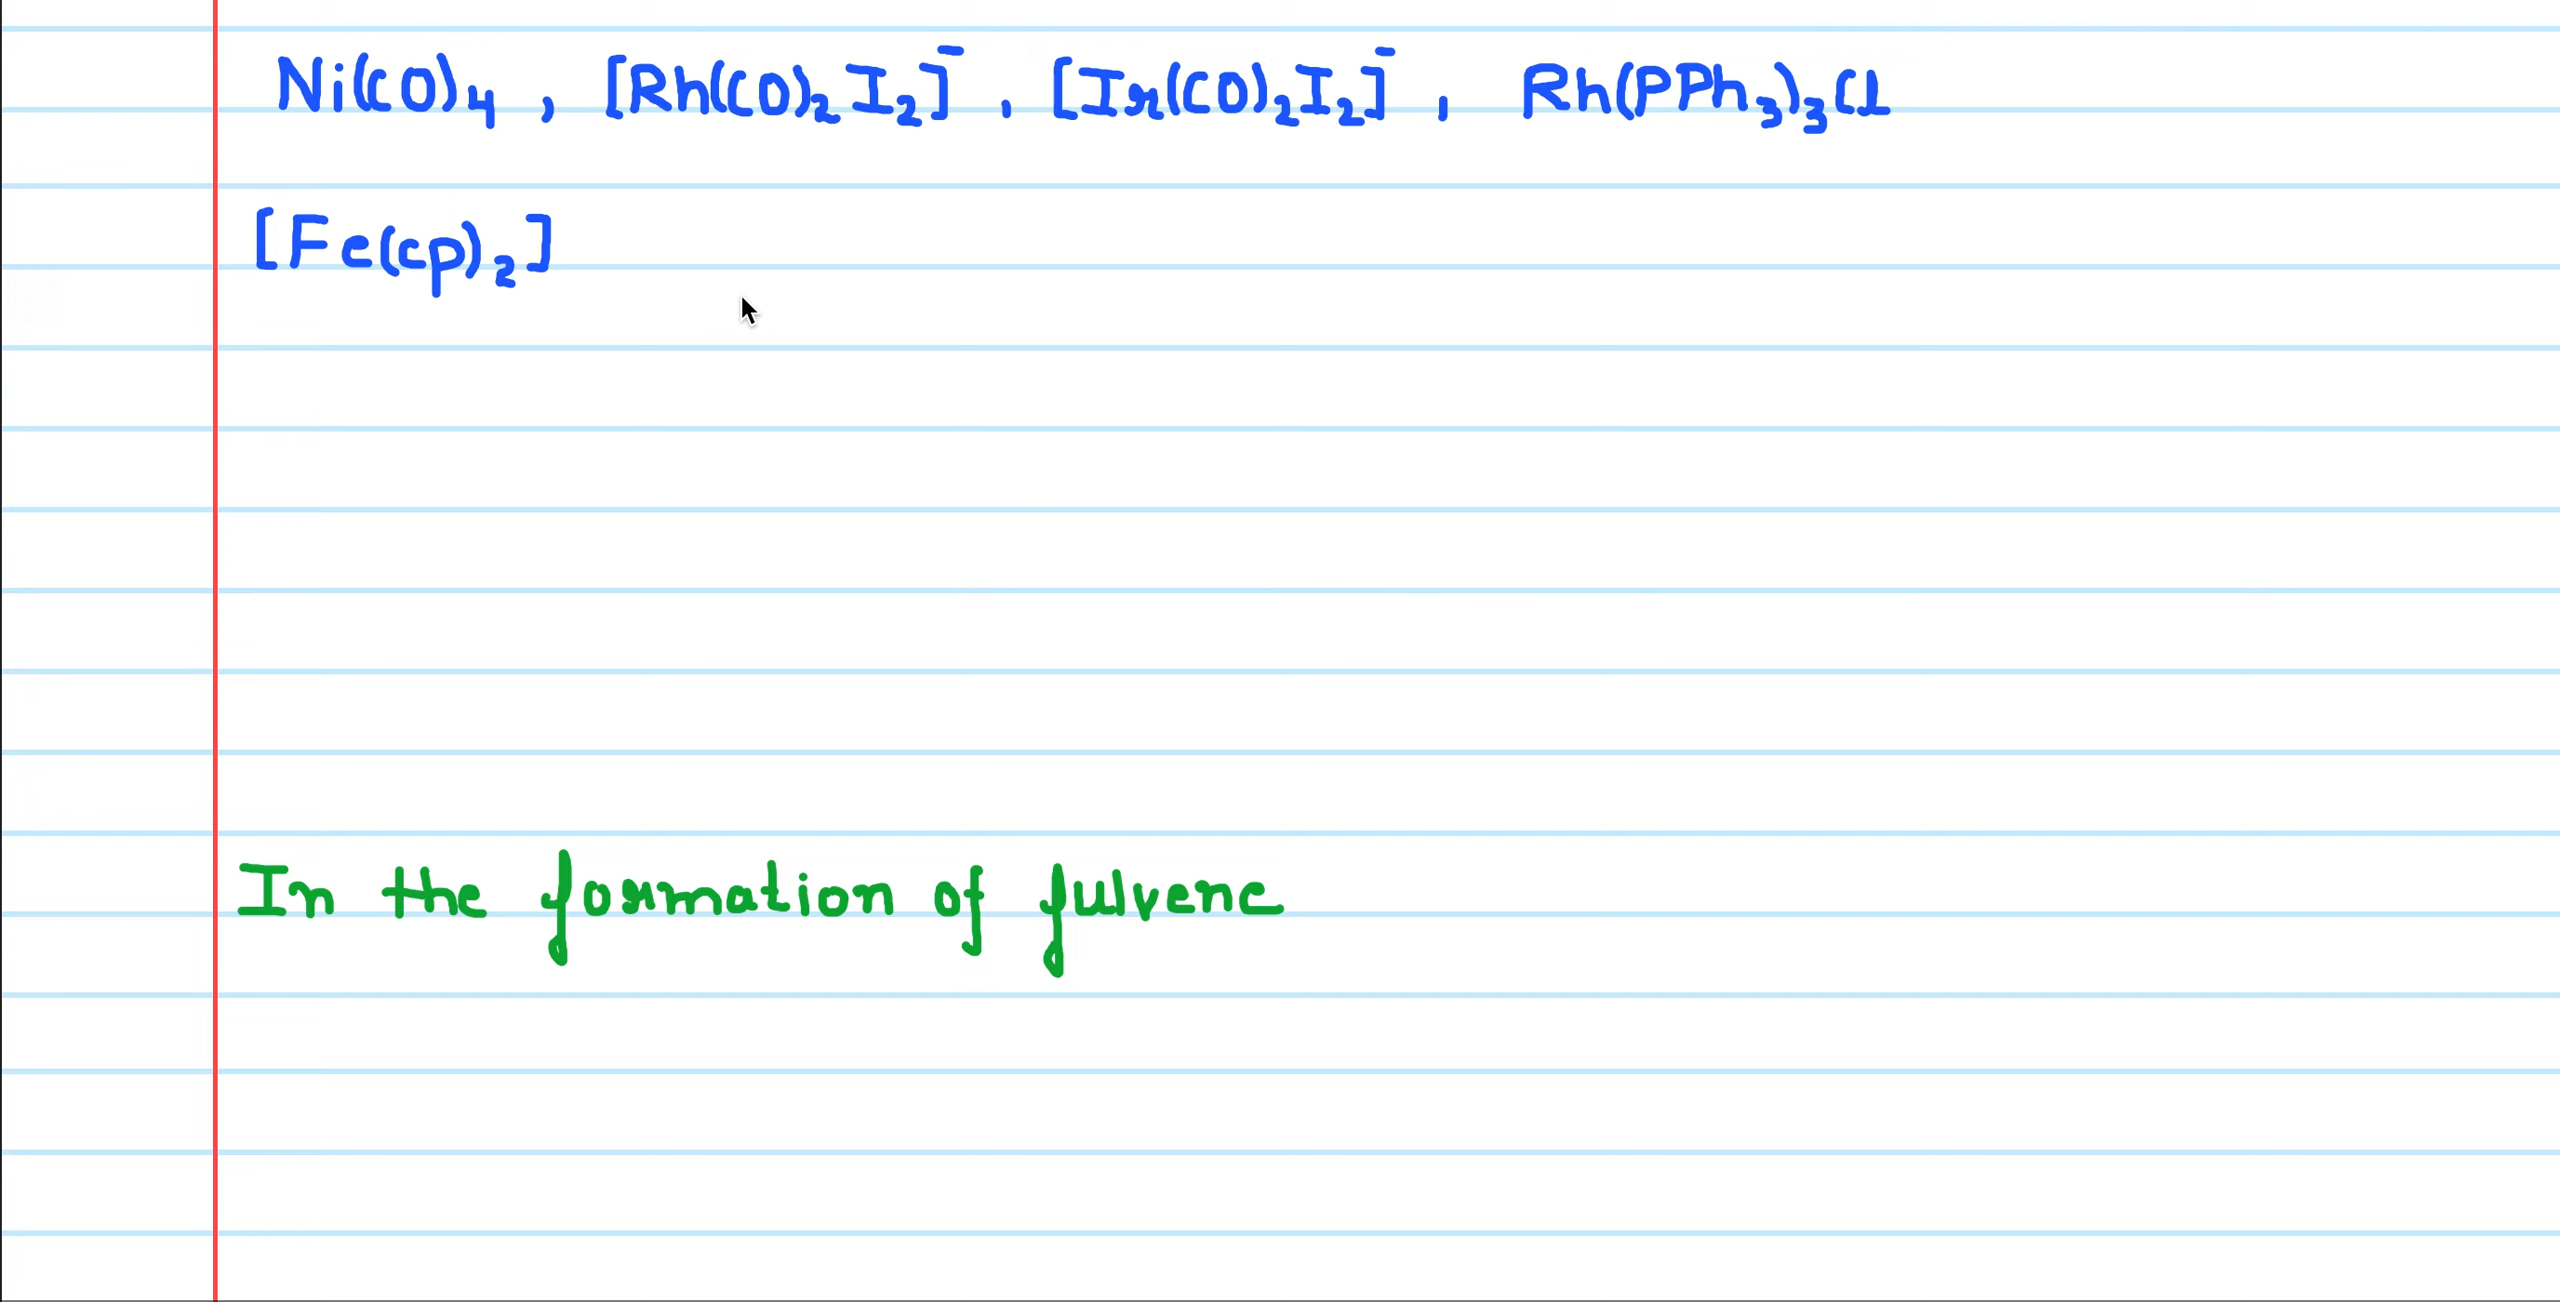 Ni(CO)₄ , [Rh(CO)₂I₂]⁻ , [Ir(CO)₂I₂]⁻ , Rh(PPh₃)₃Cl
[Fe(cp)₂]
In the formation of fulvene